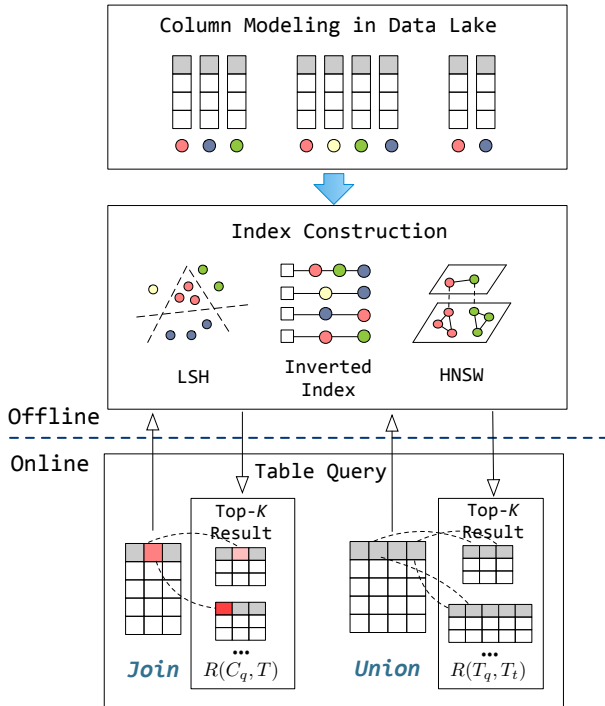 Column Modeling in Data Lake
Index Construction
LSH
Inverted
Index
HNSW
Offline
Online
Table Query
Top-K
Result
...
R(C_q, T)
Join
Top-K
Result
...
R(T_q, T_t)
Union